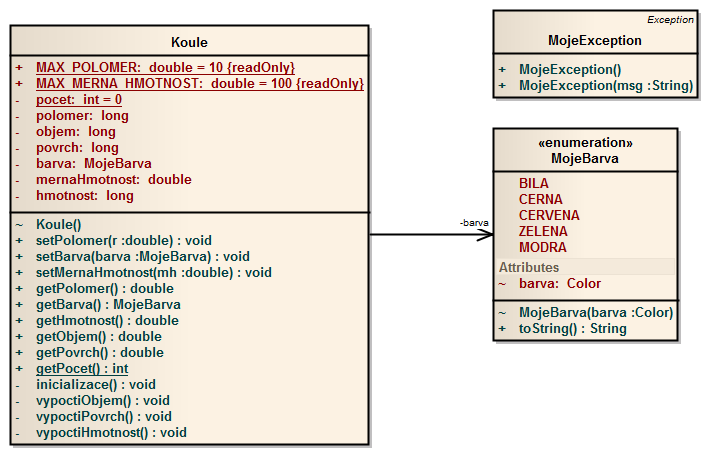 Koule
+ MAX_POLOMER: double = 10 {readOnly}
+ MAX_MERNA_HMOTNOST: double = 100 {readOnly}
- pocet: int = 0
- polomer: long
- objem: long
- povrch: long
- barva: MojeBarva
- mernaHmotnost: double
- hmotnost: long
~ Koule()
+ setPolomer(r :double) : void
+ setBarva(barva :MojeBarva) : void
+ setMernaHmotnost(mh :double) : void
+ getPolomer() : double
+ getBarva() : MojeBarva
+ getHmotnost() : double
+ getObjem() : double
+ getPovrch() : double
+ getPocet() : int
- inicializace() : void
- vypoctiObjem() : void
- vypoctiPovrch() : void
- vypoctiHmotnost() : void
-barva
Exception
MojeException
+ MojeException()
+ MojeException(msg :String)
«enumeration»
MojeBarva
BILA
CERNA
CERVENA
ZELENA
MODRA
Attributes
~ barva: Color
~ MojeBarva(barva :Color)
+ toString() : String